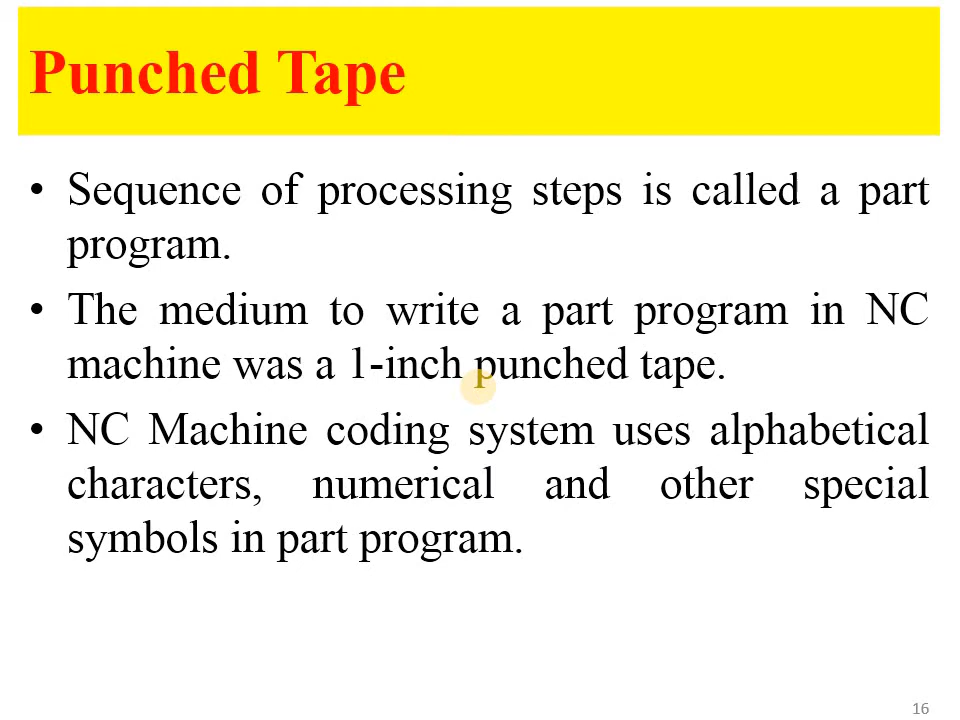 Punched Tape
• Sequence of processing steps is called a part
program.
• The medium to write a part program in NC
machine was a 1-inch punched tape.
• NC Machine coding system uses alphabetical
characters, numerical and other special
symbols in part program.
16